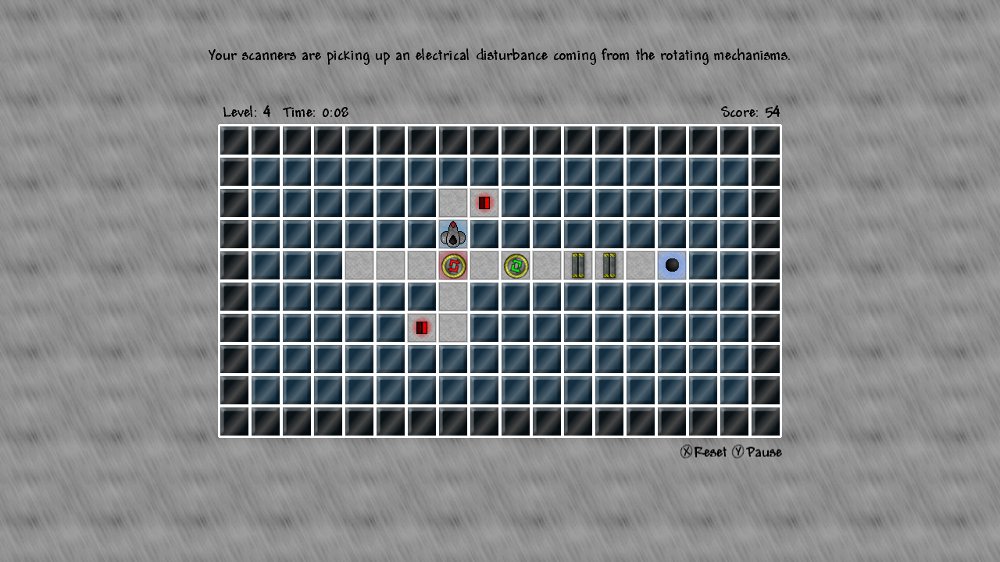 Your scanners are picking up an electrical disturbance coming from the rotating mechanisms.
Level: 4 Time: 0:08 Score: 54
X Reset Y Pause